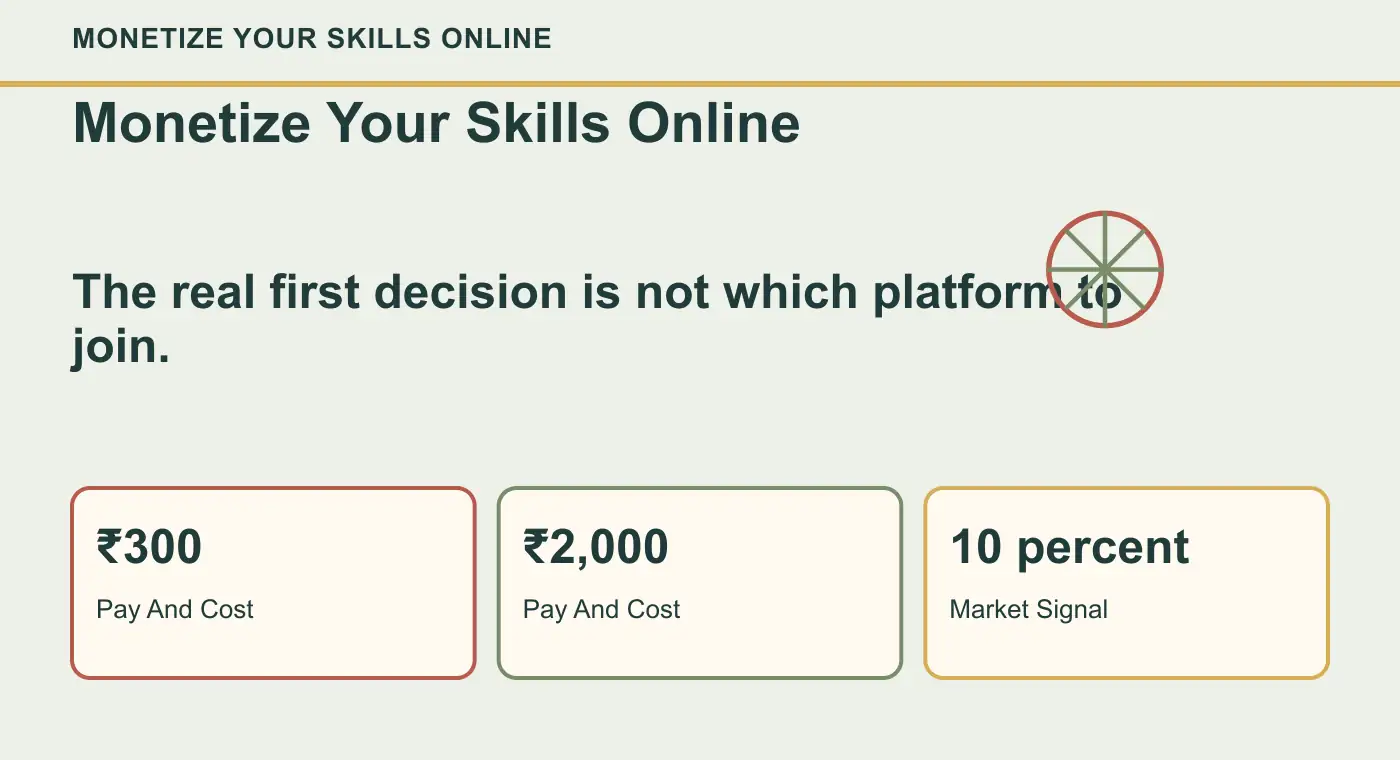 MONETIZE YOUR SKILLS ONLINE
Monetize Your Skills Online
The real first decision is not which platform to
join.
₹300
Pay And Cost
₹2,000
Pay And Cost
10 percent
Market Signal